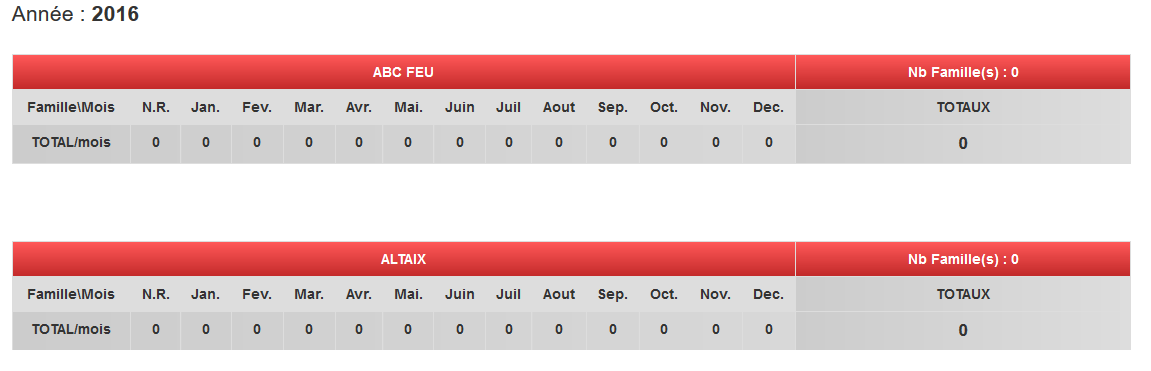 Année : 2016
ABC FEU Nb Famille(s) : 0
Famille\Mois N.R. Jan. Fev. Mar. Avr. Mai. Juin Juil Aout Sep. Oct. Nov. Dec. TOTAUX
TOTAL/mois 0 0 0 0 0 0 0 0 0 0 0 0 0 0
ALTAIX Nb Famille(s) : 0
Famille\Mois N.R. Jan. Fev. Mar. Avr. Mai. Juin Juil Aout Sep. Oct. Nov. Dec. TOTAUX
TOTAL/mois 0 0 0 0 0 0 0 0 0 0 0 0 0 0